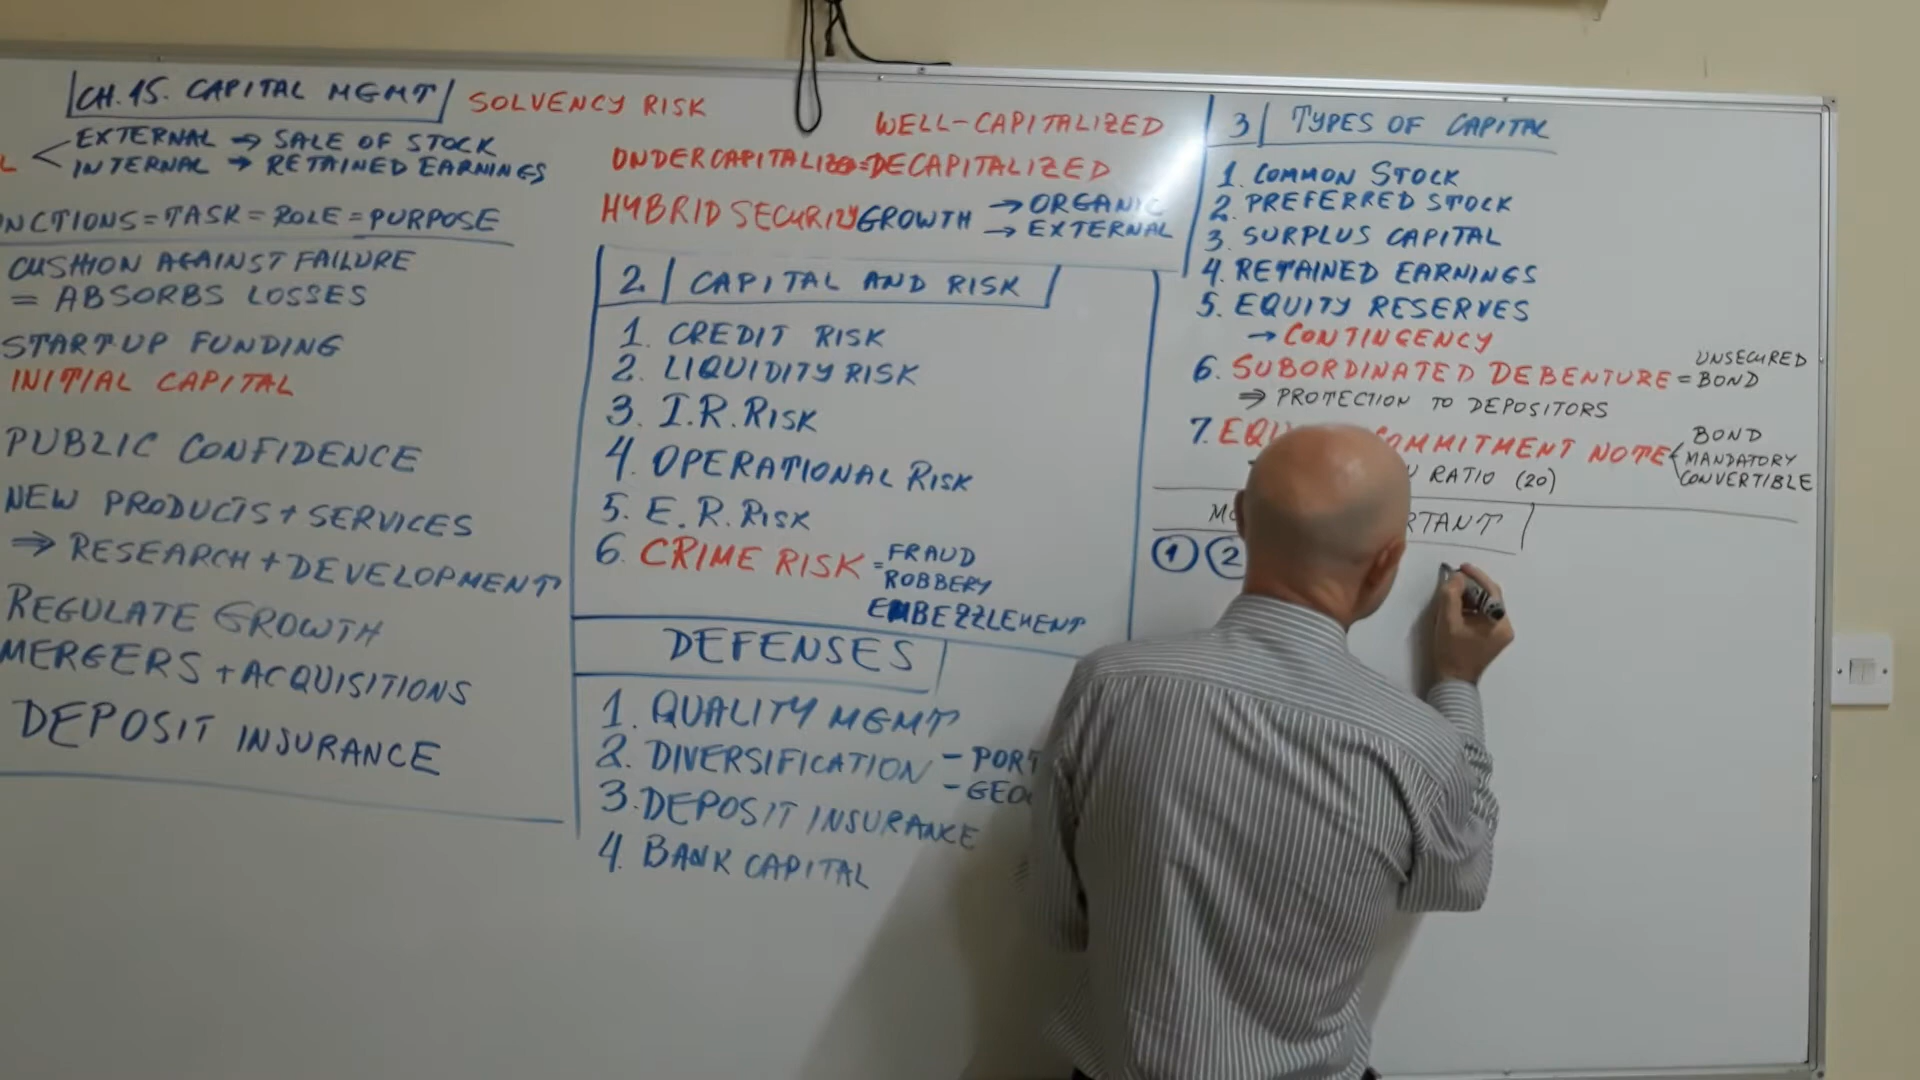 CH. 15. CAPITAL MGMT SOLVENCY RISK
EXTERNAL → SALE OF STOCK
INTERNAL → RETAINED EARNINGS
NCTIONS = TASK = ROLE = PURPOSE
CUSHION AGAINST FAILURE
= ABSORBS LOSSES
STARTUP FUNDING
INITIAL CAPITAL
PUBLIC CONFIDENCE
NEW PRODUCTS + SERVICES
⇒ RESEARCH + DEVELOPMENT
REGULATE GROWTH
MERGERS + ACQUISITIONS
DEPOSIT INSURANCE
WELL-CAPITALIZED
UNDERCAPITALIZED = DECAPITALIZED
HYBRID SECURITY GROWTH → ORGANIC
→ EXTERNAL
2. CAPITAL AND RISK
1. CREDIT RISK
2. LIQUIDITY RISK
3. I.R. RISK
4. OPERATIONAL RISK
5. E.R. RISK
6. CRIME RISK = FRAUD
ROBBERY
EMBEZZLEMENT
DEFENSES
1. QUALITY MGMT
2. DIVERSIFICATION - PORT
- GEO
3. DEPOSIT INSURANCE
4. BANK CAPITAL
3 TYPES OF CAPITAL
1. COMMON STOCK
2. PREFERRED STOCK
3. SURPLUS CAPITAL
4. RETAINED EARNINGS
5. EQUITY RESERVES
→ CONTINGENCY
6. SUBORDINATED DEBENTURE = UNSECURED
BOND
⇒ PROTECTION TO DEPOSITORS
7. EQ COMMITMENT NOTE BOND
MANDATORY
CONVERTIBLE
RATIO (20)
RTANT
1 2